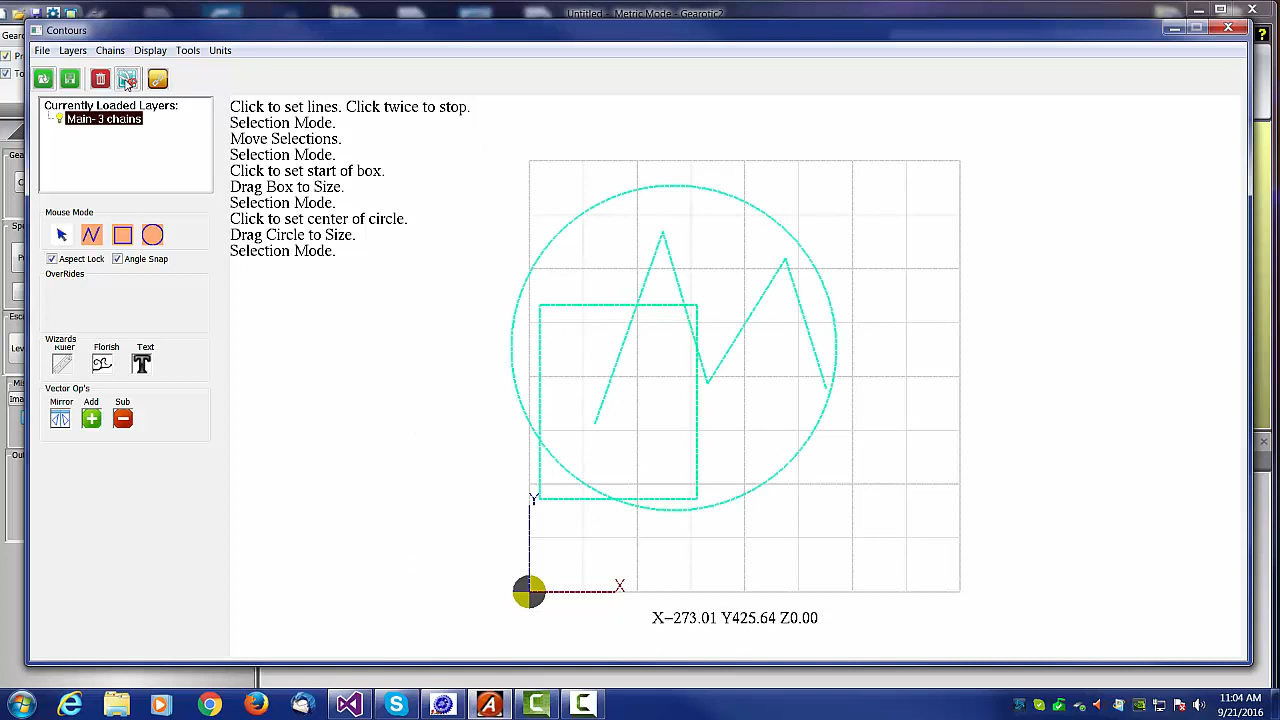 Untitled - Metric Mode - Gearotic
Contours
File Layers Chains Display Tools Units
Currently Loaded Layers:
Main- 3 chains
Mouse Mode
Aspect Lock Angle Snap
OverRides
Wizards
Ruler Florish Text
Vector Op's
Mirror Add Sub
Click to set lines. Click twice to stop.
Selection Mode.
Move Selections.
Selection Mode.
Click to set start of box.
Drag Box to Size.
Selection Mode.
Click to set center of circle.
Drag Circle to Size.
Selection Mode.
Y
X
X-273.01 Y425.64 Z0.00
11:04 AM
9/21/2016